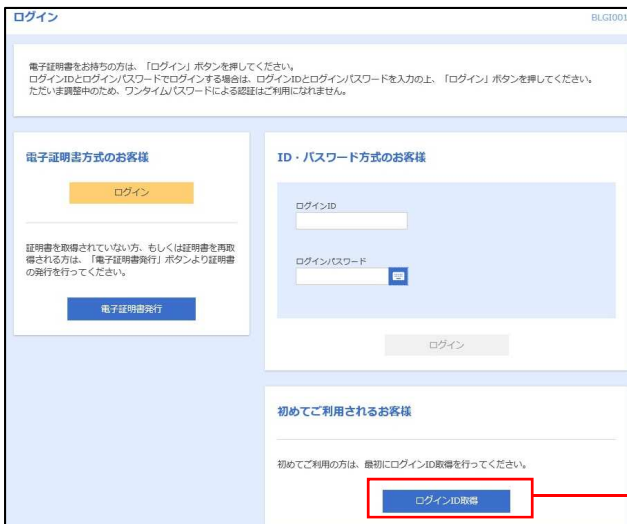 ログイン
BLGI001
電子証明書をお持ちの方は、「ログイン」ボタンを押してください。
ログインIDとログインパスワードでログインする場合は、ログインIDとログインパスワードを入力の上、「ログイン」ボタンを押してください。
ただいま調整中のため、ワンタイムパスワードによる認証はご利用になれません。
電子証明書方式のお客様
ログイン
証明書を取得されていない方、もしくは証明書を再取
得される方は、「電子証明書発行」ボタンより証明書
の発行を行ってください。
電子証明書発行
ID・パスワード方式のお客様
ログインID
ログインパスワード
ログイン
初めてご利用されるお客様
初めてご利用の方は、最初にログインID取得を行ってください。
ログインID取得